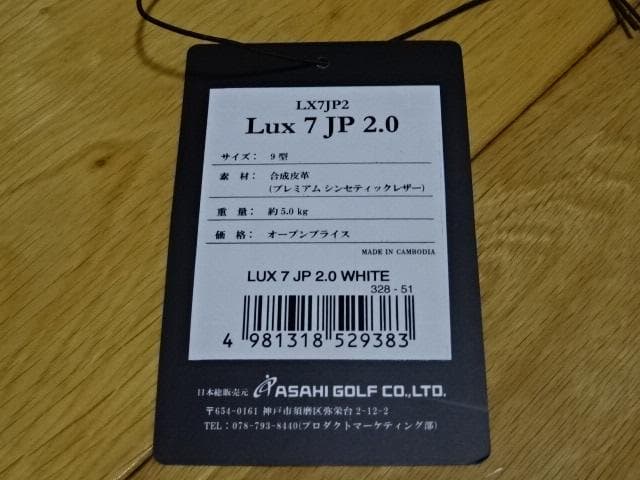 LX7JP2
Lux 7 JP 2.0
サイズ： 9型
素 材： 合成皮革
(プレミアム シンセティックレザー)
重 量： 約5.0kg
価 格： オープンプライス
MADE IN CAMBODIA
LUX 7 JP 2.0 WHITE
328 - 51
4 981318 529383
日本総販売元 ASAHI GOLF CO.,LTD.
〒654-0161 神戸市須磨区弥栄台2-12-2
TEL：078-793-8440(プロダクトマーケティング部)